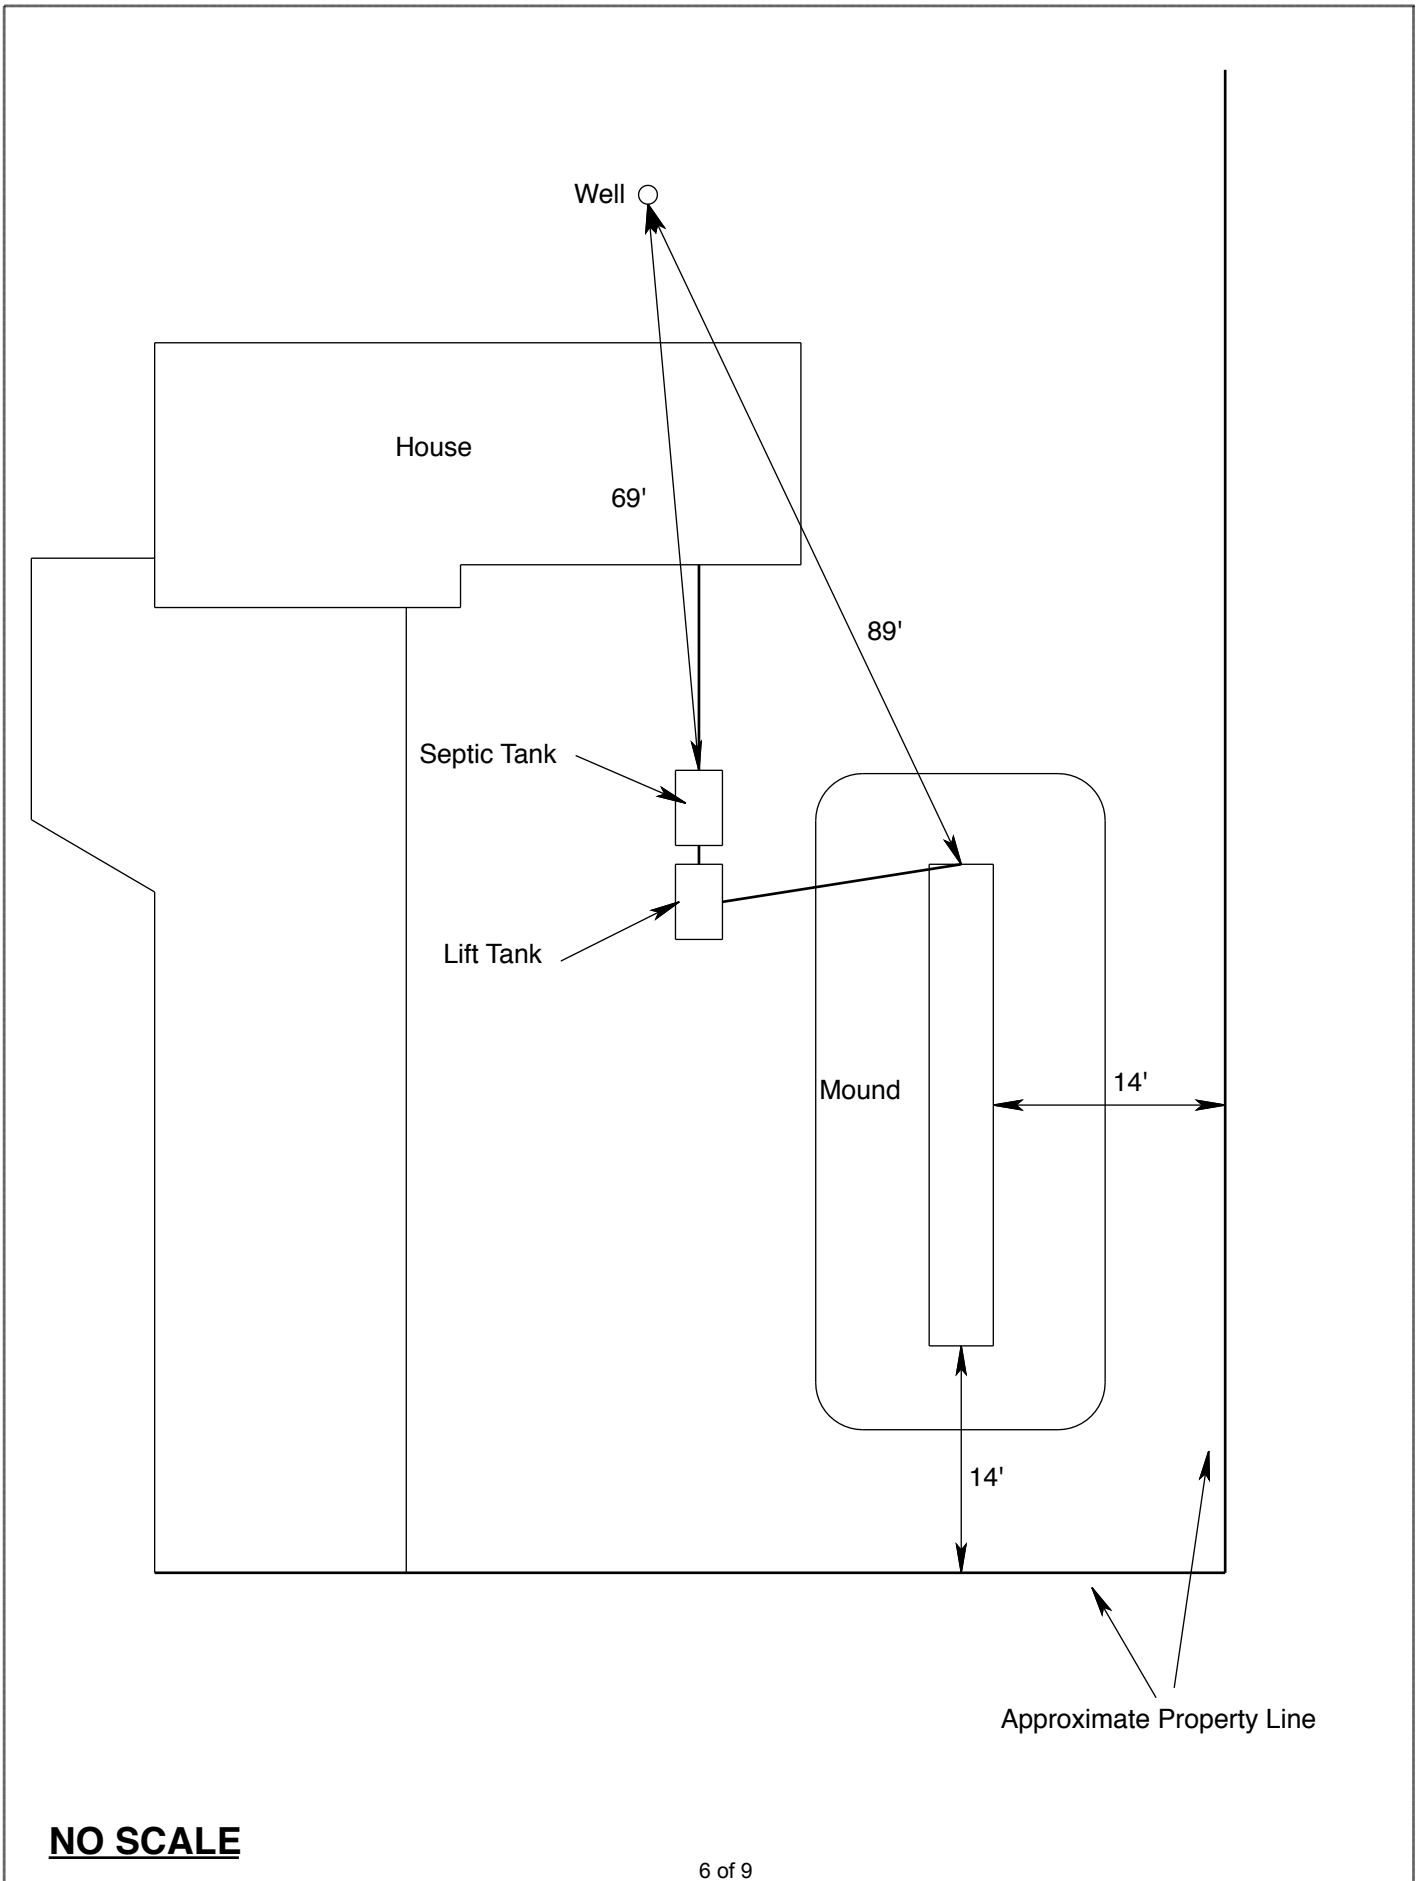 Well
House
69'
89'
Septic Tank
Lift Tank
14'
Mound
14'
Approximate Property Line
NO SCALE
6 of 9